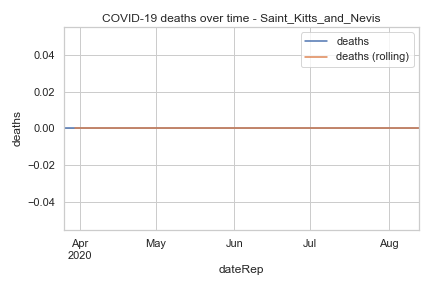 COVID-19 deaths over time - Saint_Kitts_and_Nevis
deaths
deaths (rolling)
0.04
0.02
0.00
−0.02
−0.04
deaths
Apr
2020
May
Jun
Jul
Aug
dateRep